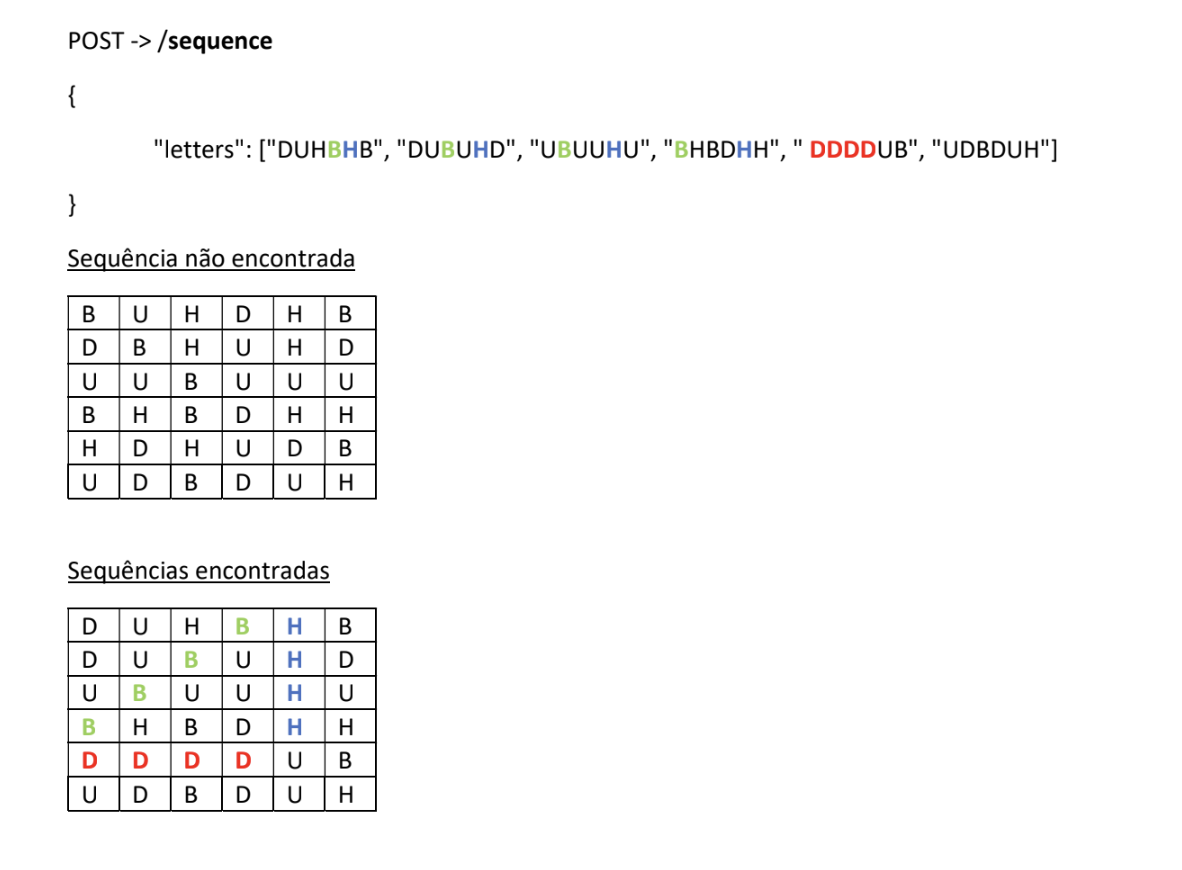 POST -> /sequence
{
"letters": ["DUHBHB", "DUBUHD", "UBUUHU", "BHBDHH", " DDDDUB", "UDBDUH"]
}
Sequência não encontrada
B U H D H B
D B H U H D
U U B U U U
B H B D H H
H D H U D B
U D B D U H
Sequências encontradas
D U H B H B
D U B U H D
U B U U H U
B H B D H H
D D D D U B
U D B D U H